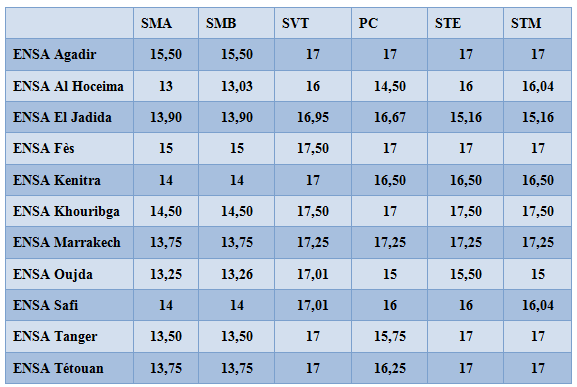 SMA SMB SVT PC STE STM
ENSA Agadir 15,50 15,50 17 17 17 17
ENSA Al Hoceima 13 13,03 16 14,50 16 16,04
ENSA El Jadida 13,90 13,90 16,95 16,67 15,16 15,16
ENSA Fès 15 15 17,50 17 17 17
ENSA Kenitra 14 14 17 16,50 16,50 16,50
ENSA Khouribga 14,50 14,50 17,50 17 17,50 17,50
ENSA Marrakech 13,75 13,75 17,25 17,25 17,25 17,25
ENSA Oujda 13,25 13,26 17,01 15 15,50 15
ENSA Safi 14 14 17,01 16 16 16,04
ENSA Tanger 13,50 13,50 17 15,75 17 17
ENSA Tétouan 13,75 13,75 17 16,25 17 17